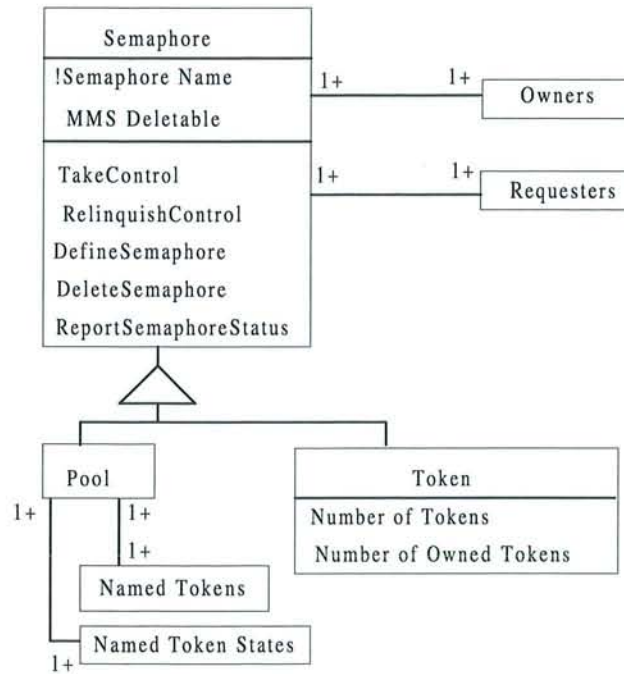 Semaphore
!Semaphore Name
MMS Deletable
TakeControl
RelinquishControl
DefineSemaphore
DeleteSemaphore
ReportSemaphoreStatus
1+ 1+
Owners
1+ 1+
Requesters
Pool
1+ 1+
1+
Named Tokens
Named Token States
1+
Token
Number of Tokens
Number of Owned Tokens